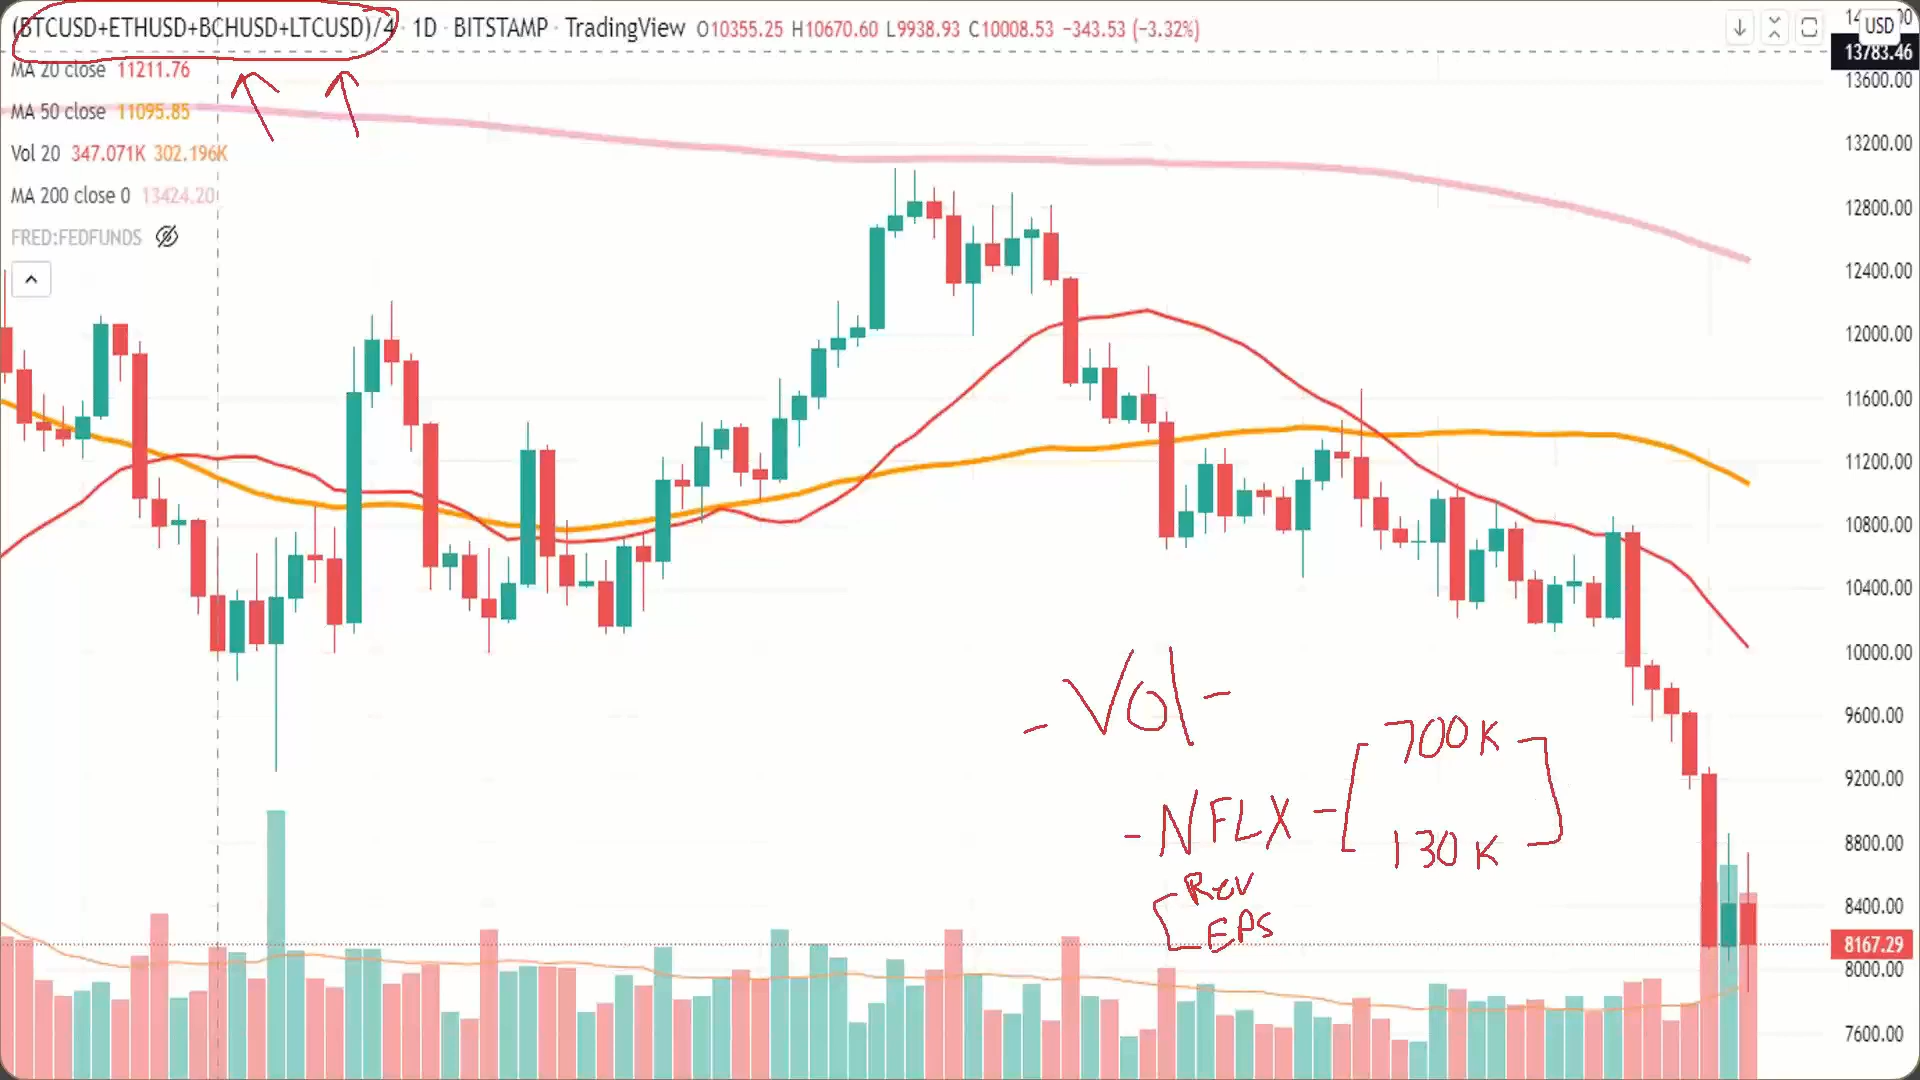 (BTCUSD+ETHUSD+BCHUSD+LTCUSD)/4 · 1D · BITSTAMP · TradingView O10355.25 H10670.60 L9938.93 C10008.53 −343.53 (−3.32%)
USD
13783.46
MA 20 close 11211.76
MA 50 close 11095.85
Vol 20 347.071K 302.196K
MA 200 close 0 13424.20
FRED:FEDFUNDS
13600.00
13200.00
12800.00
12400.00
12000.00
11600.00
11200.00
10800.00
10400.00
10000.00
9600.00
9200.00
8800.00
8400.00
8167.29
8000.00
7600.00
- Vol -
- NFLX - [700K
130K]
[Rev
EPS